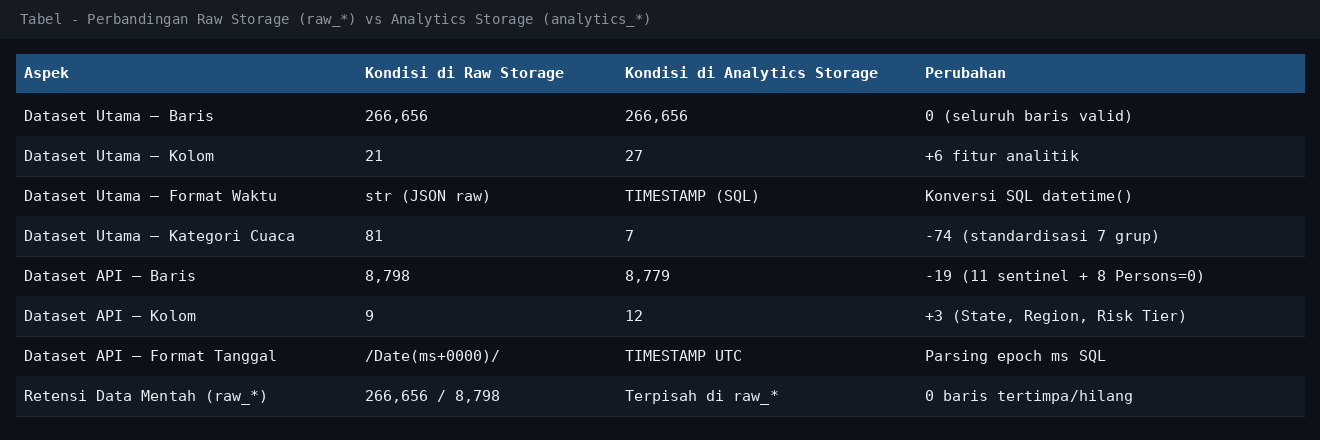 Tabel - Perbandingan Raw Storage (raw_*) vs Analytics Storage (analytics_*)
Aspek Kondisi di Raw Storage Kondisi di Analytics Storage Perubahan
Dataset Utama – Baris 266,656 266,656 0 (seluruh baris valid)
Dataset Utama – Kolom 21 27 +6 fitur analitik
Dataset Utama – Format Waktu str (JSON raw) TIMESTAMP (SQL) Konversi SQL datetime()
Dataset Utama – Kategori Cuaca 81 7 -74 (standardisasi 7 grup)
Dataset API – Baris 8,798 8,779 -19 (11 sentinel + 8 Persons=0)
Dataset API – Kolom 9 12 +3 (State, Region, Risk Tier)
Dataset API – Format Tanggal /Date(ms+0000)/ TIMESTAMP UTC Parsing epoch ms SQL
Retensi Data Mentah (raw_*) 266,656 / 8,798 Terpisah di raw_* 0 baris tertimpa/hilang